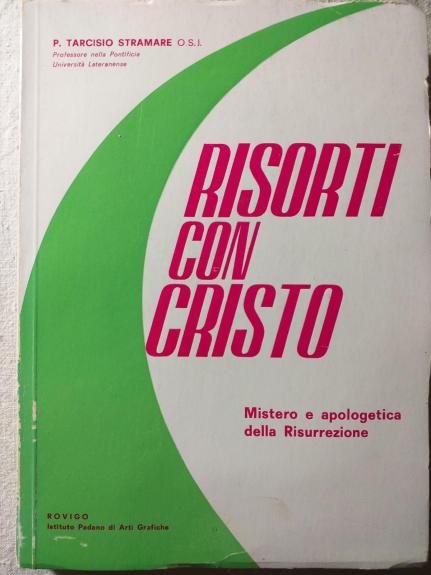 P. TARCISIO STRAMARE O.S.J.
Professore nella Pontificia
Università Lateranense
RISORTI
CON
CRISTO
Mistero e apologetica
della Risurrezione
ROVIGO
Istituto Padano di Arti Grafiche